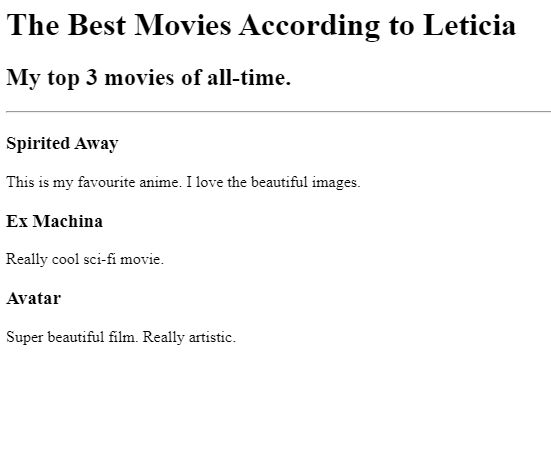 The Best Movies According to Leticia
My top 3 movies of all-time.
Spirited Away
This is my favourite anime. I love the beautiful images.
Ex Machina
Really cool sci-fi movie.
Avatar
Super beautiful film. Really artistic.